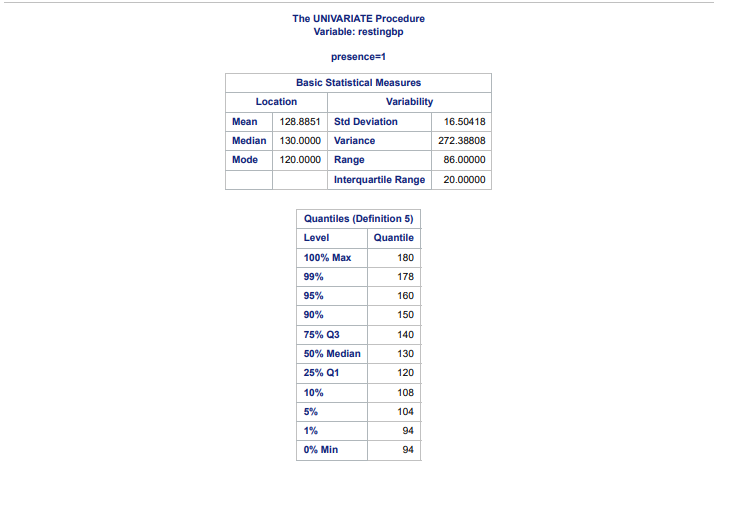 The UNIVARIATE Procedure
Variable: restingbp
presence=1
Basic Statistical Measures
Location Variability
Mean 128.8851 Std Deviation 16.50418
Median 130.0000 Variance 272.38808
Mode 120.0000 Range 86.00000
Interquartile Range 20.00000
Quantiles (Definition 5)
Level Quantile
100% Max 180
99% 178
95% 160
90% 150
75% Q3 140
50% Median 130
25% Q1 120
10% 108
5% 104
1% 94
0% Min 94